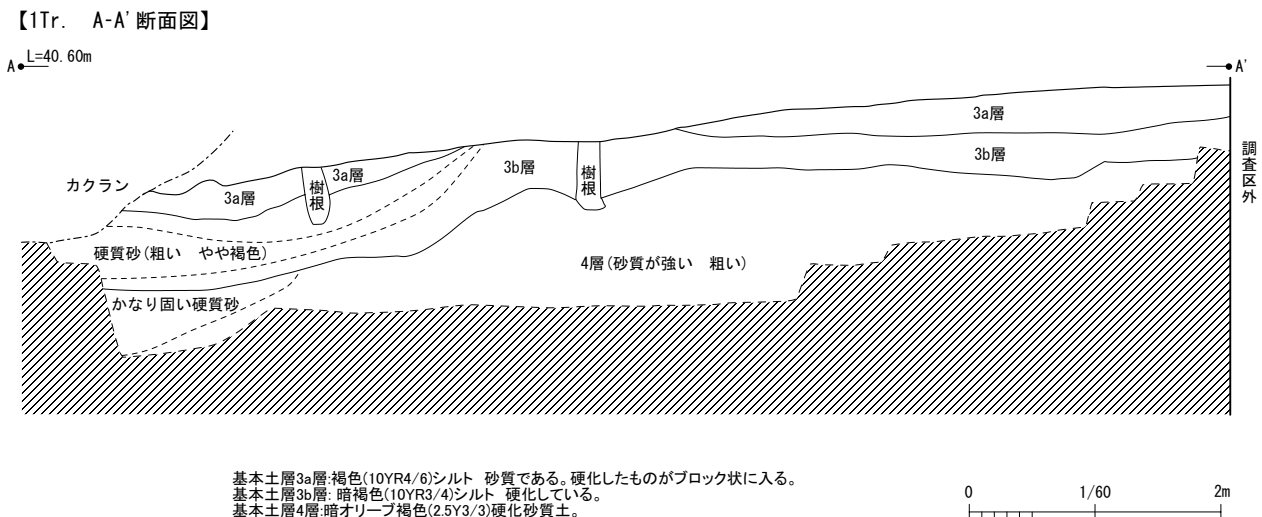 【1Tr. A-A'断面図】
L=40.60m
A
A'
3a層
3b層
調査区外
3b層
樹根
3a層
樹根
3a層
カクラン
硬質砂(粗い やや褐色)
4層(砂質が強い 粗い)
かなり固い硬質砂
基本土層3a層:褐色(10YR4/6)シルト 砂質である。硬化したものがブロック状に入る。
基本土層3b層: 暗褐色(10YR3/4)シルト 硬化している。
基本土層4層:暗オリーブ褐色(2.5Y3/3)硬化砂質土。
0 1/60 2m